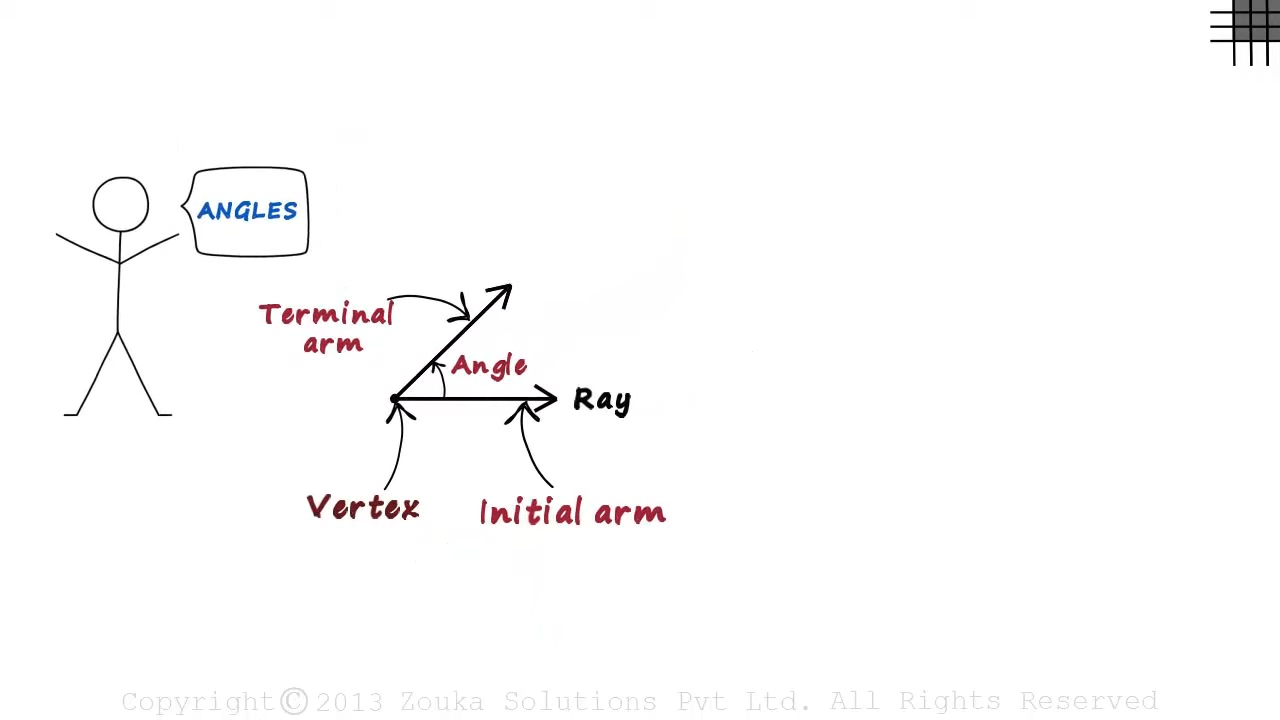 ANGLES
Terminal
arm
Angle
Ray
Vertex
Initial arm
Copyright© 2013 Zouka Solutions Pvt Ltd. All Rights Reserved